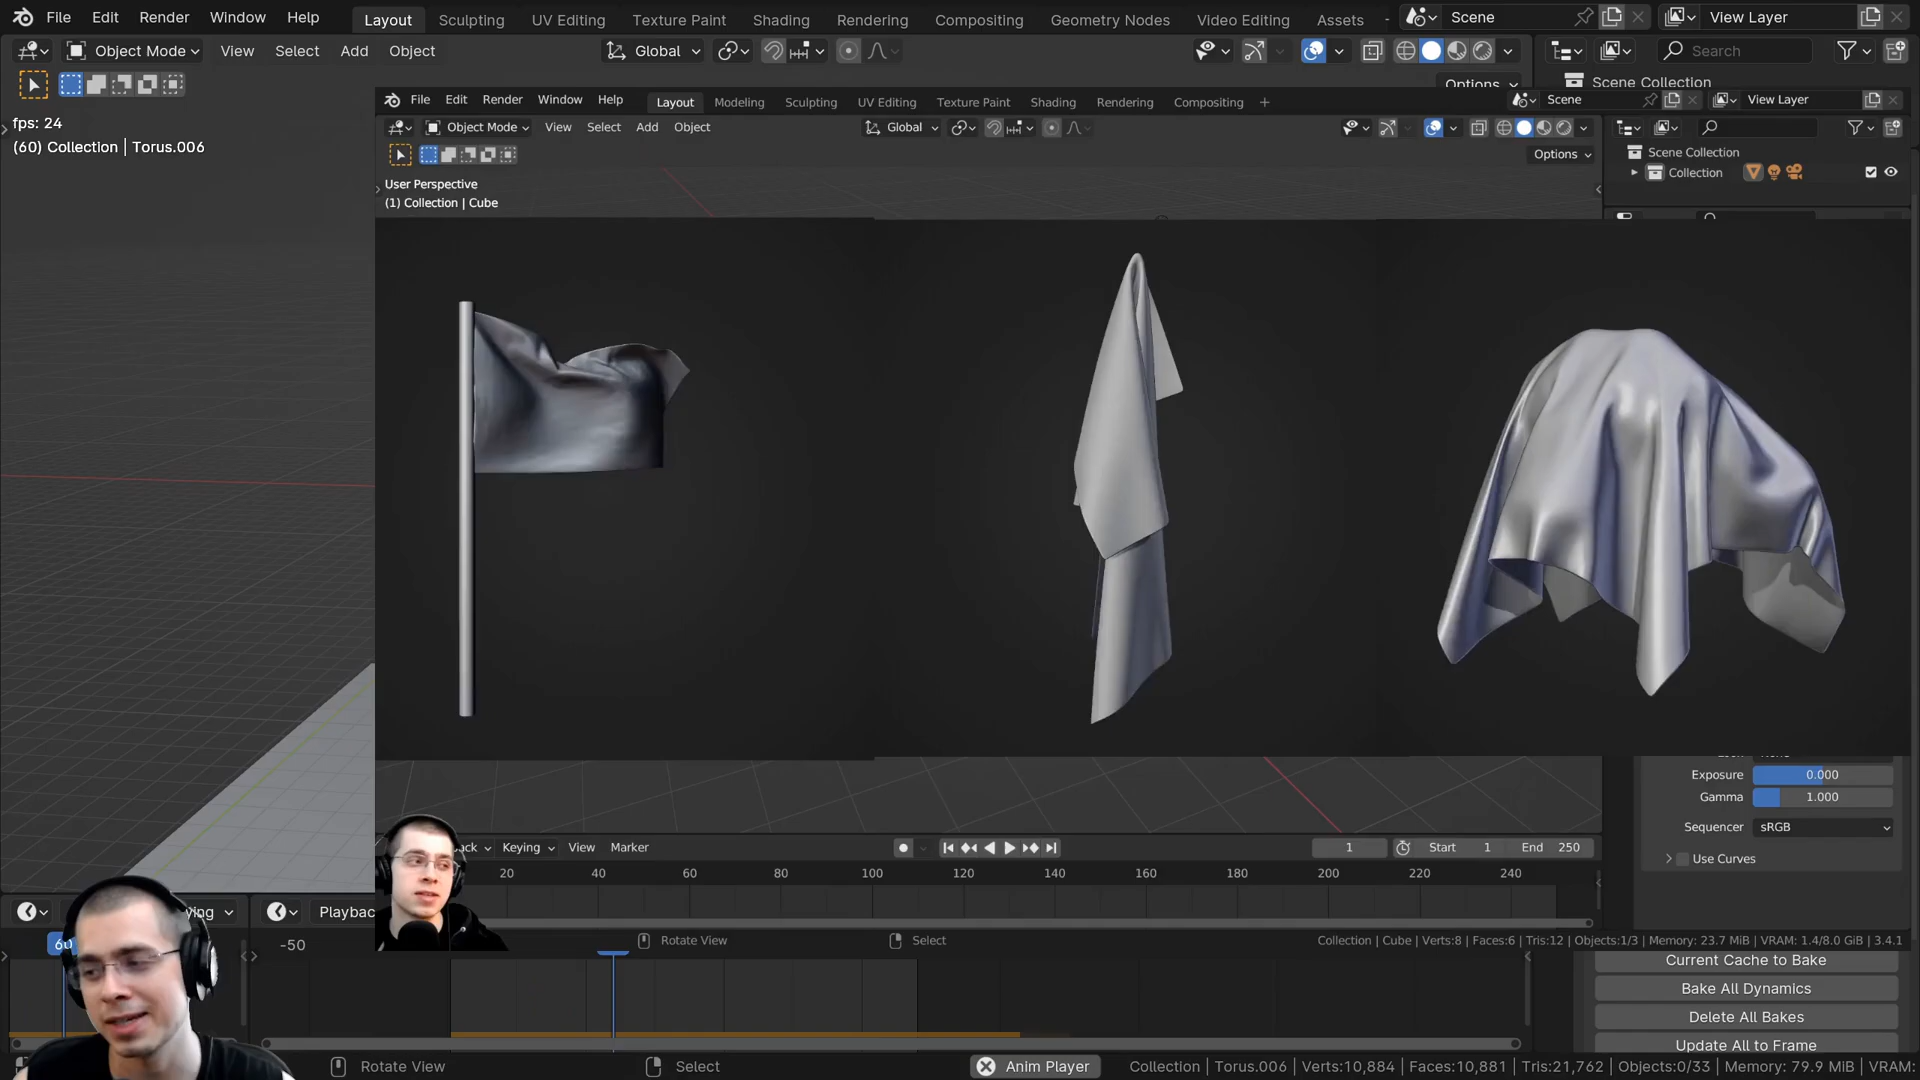 File Edit Render Window Help Layout Sculpting UV Editing Texture Paint Shading Rendering Compositing Geometry Nodes Video Editing Assets Scene View Layer
Object Mode View Select Add Object Global Search
Options Scene Collection
fps: 24
(60) Collection | Torus.006
File Edit Render Window Help Layout Modeling Sculpting UV Editing Texture Paint Shading Rendering Compositing + Scene View Layer
Object Mode View Select Add Object Global
Options
Scene Collection
Collection
User Perspective
(1) Collection | Cube
Exposure 0.000
Gamma 1.000
Sequencer sRGB
Use Curves
Keying View Marker 1 Start 1 End 250
20 40 60 80 100 120 140 160 180 200 220 240
Playback
60 -50
Rotate View Select Collection | Cube | Verts:8 | Faces:6 | Tris:12 | Objects:1/3 | Memory: 23.7 MiB | VRAM: 1.4/8.0 GiB | 3.4.1
Current Cache to Bake
Bake All Dynamics
Delete All Bakes
Update All to Frame
Rotate View Select Anim Player Collection | Torus.006 | Verts:10,884 | Faces:10,881 | Tris:21,762 | Objects:0/33 | Memory: 79.9 MiB | VRAM: